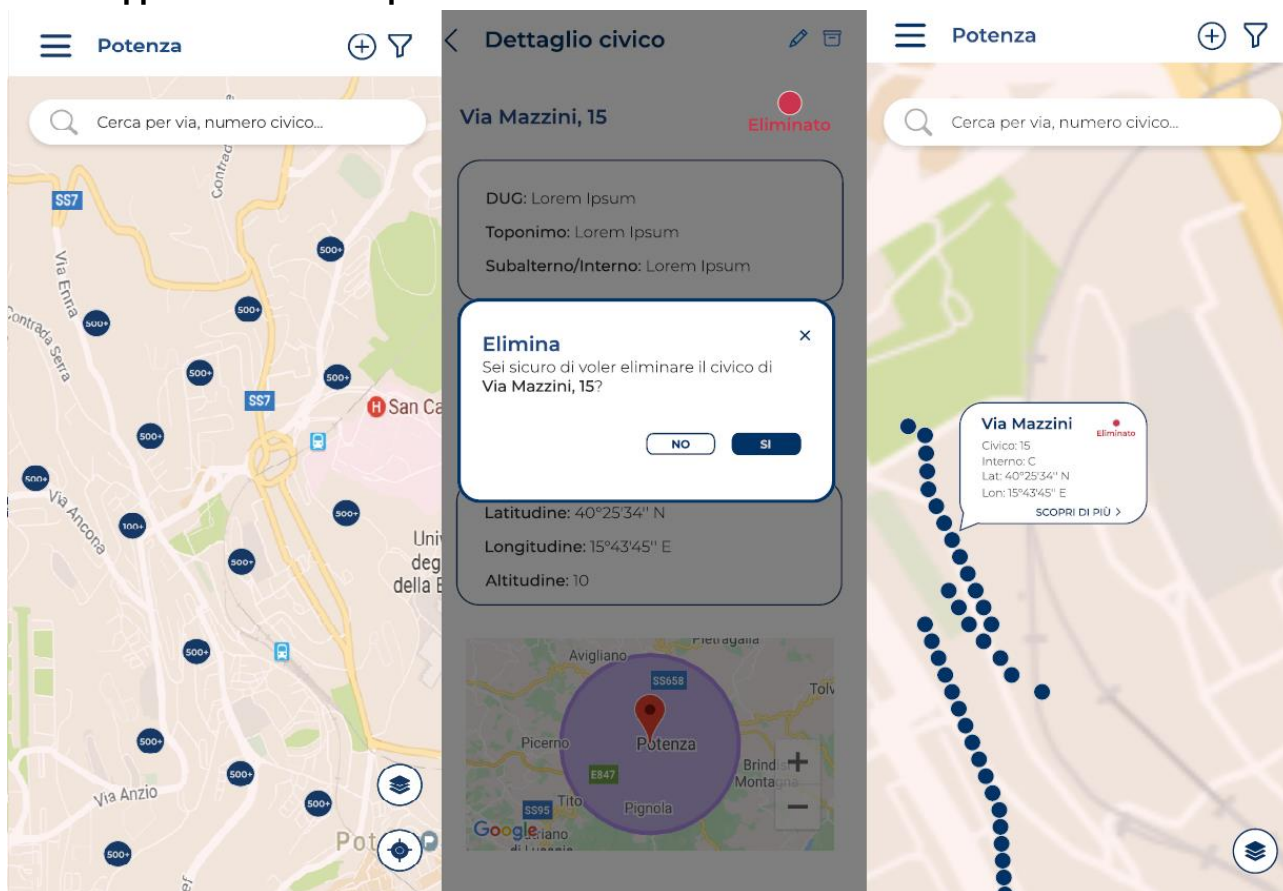 Potenza
Cerca per via, numero civico...
SS7
Via Enna
Contrada Serra
500+
500+
500+
500+
500+
SS7
H San Ca
500+
500+
Via Ancona
100+
500+
500+
Univ
deg
della B
500+
500+
500+
Via Anzio
500+
500+
Pot
P
Dettaglio civico
Via Mazzini, 15
Eliminato
DUG: Lorem Ipsum
Toponimo: Lorem Ipsum
Subalterno/Interno: Lorem Ipsum
Elimina
×
Sei sicuro di voler eliminare il civico di
Via Mazzini, 15?
NO
SI
Latitudine: 40°25'34'' N
Longitudine: 15°43'45'' E
Altitudine: 10
Avigliano
SS658
Tolv
Picerno
Potenza
E847
Brindi
Montagna
SS95
Tito
Pignola
Google
Potenza
Cerca per via, numero civico...
Via Mazzini
Eliminato
Civico: 15
Interno: C
Lat: 40°25'34'' N
Lon: 15°43'45'' E
SCOPRI DI PIÙ >